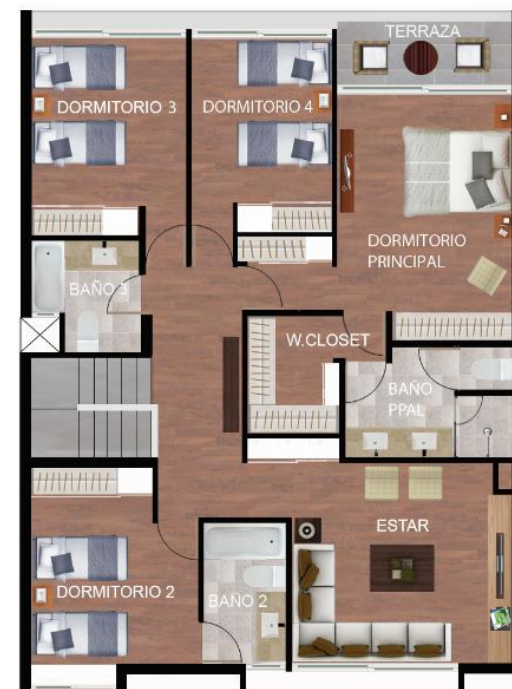 TERRAZA
DORMITORIO 3
DORMITORIO 4
DORMITORIO
PRINCIPAL
BAÑO 3
W.CLOSET
BAÑO
PPAL
ESTAR
DORMITORIO 2
BAÑO 2